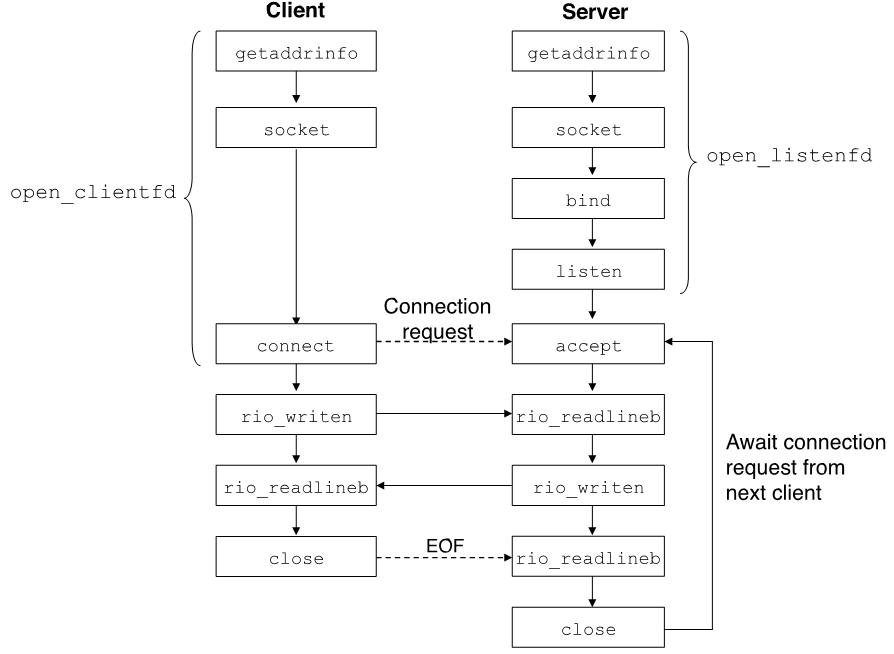 Client
Server
getaddrinfo
getaddrinfo
socket
socket
open_listenfd
open_clientfd
bind
listen
Connection
request
connect
accept
rio_writen
rio_readlineb
Await connection
request from
next client
rio_readlineb
rio_writen
EOF
close
rio_readlineb
close